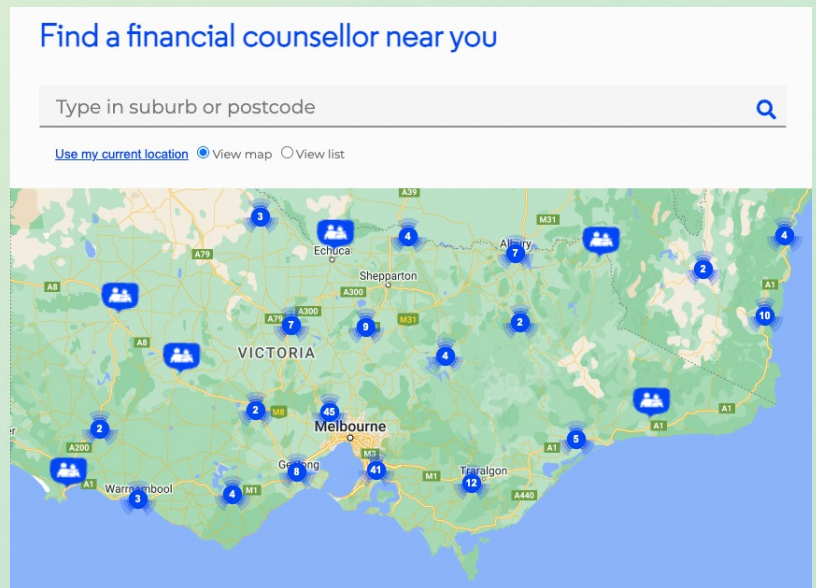 Find a financial counsellor near you
Type in suburb or postcode
Use my current location View map View list
A39
3
M31
4
4
Echuca
Albury
7
A79
2
Shepparton
A8
A300
A1
A300
10
A79
7
9
M31
2
A8
VICTORIA
4
2
M8
45
A1
2
Melbourne
A1
5
A200
M3
A1
Geelong
8
41
M1
Traralgon
12
A1
Warrnambool
3
4
M1
A440